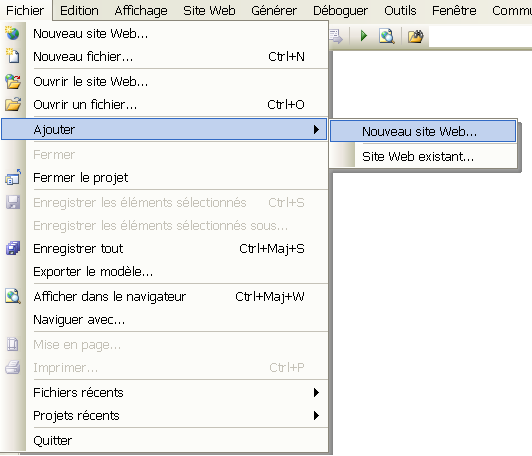 Fichier Edition Affichage Site Web Générer Déboguer Outils Fenêtre
Nouveau site Web...
Nouveau fichier... Ctrl+N
Ouvrir le site Web...
Ouvrir un fichier... Ctrl+O
Ajouter
Nouveau site Web...
Site Web existant...
Fermer
Fermer le projet
Enregistrer les éléments sélectionnés Ctrl+S
Enregistrer les éléments sélectionnés sous...
Enregistrer tout Ctrl+Maj+S
Exporter le modèle...
Afficher dans le navigateur Ctrl+Maj+W
Naviguer avec...
Mise en page...
Imprimer... Ctrl+P
Fichiers récents
Projets récents
Quitter